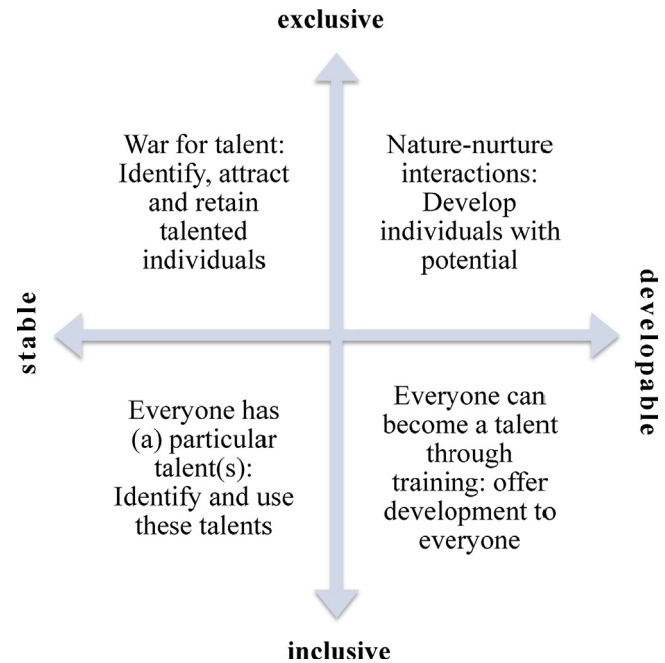 exclusive
War for talent:
Identify, attract
and retain
talented
individuals
Nature-nurture
interactions:
Develop
individuals with
potential
stable
developable
Everyone has
(a) particular
talent(s):
Identify and use
these talents
Everyone can
become a talent
through
training: offer
development to
everyone
inclusive